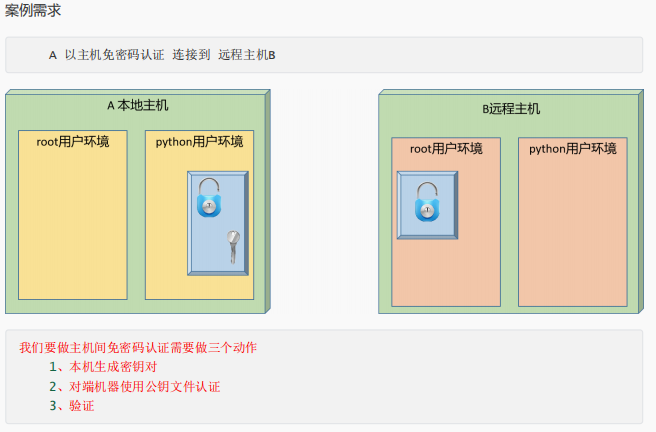 案例需求
A 以主机免密码认证 连接到 远程主机B
A 本地主机
root用户环境
python用户环境
B远程主机
root用户环境
python用户环境
我们要做主机间免密码认证需要做三个动作
1、本机生成密钥对
2、对端机器使用公钥文件认证
3、验证